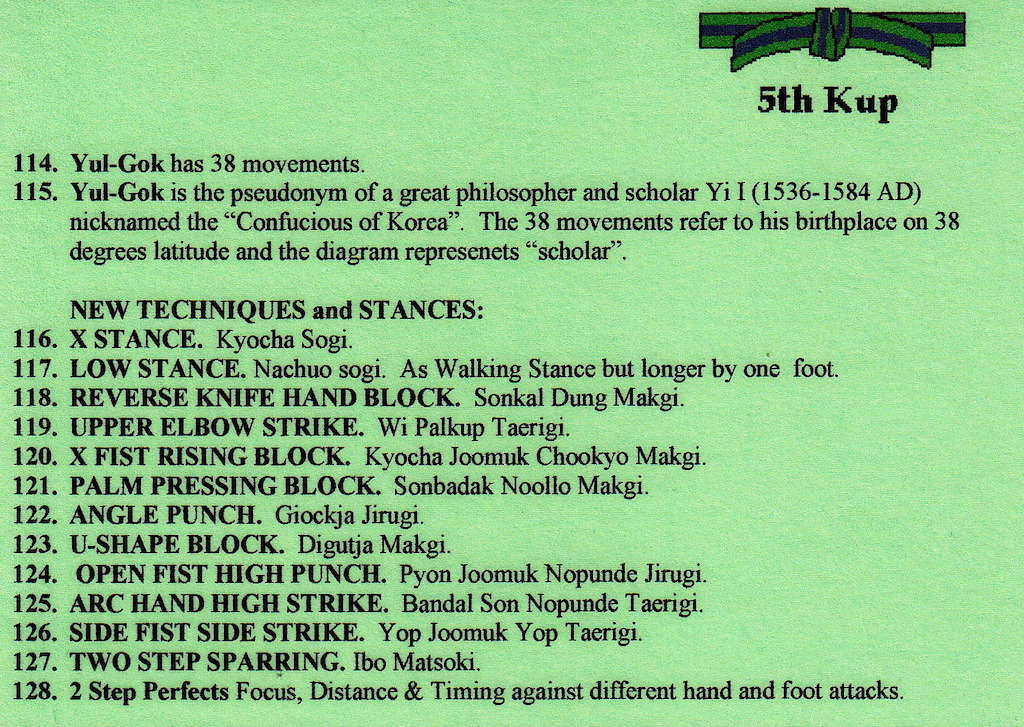 5th Kup
114. Yul-Gok has 38 movements.
115. Yul-Gok is the pseudonym of a great philosopher and scholar Yi I (1536-1584 AD)
nicknamed the “Confucious of Korea”. The 38 movements refer to his birthplace on 38
degrees latitude and the diagram represenets “scholar”.
NEW TECHNIQUES and STANCES:
116. X STANCE. Kyocha Sogi.
117. LOW STANCE. Nachuo sogi. As Walking Stance but longer by one foot.
118. REVERSE KNIFE HAND BLOCK. Sonkal Dung Makgi.
119. UPPER ELBOW STRIKE. Wi Palkup Taerigi.
120. X FIST RISING BLOCK. Kyocha Joomuk Chookyo Makgi.
121. PALM PRESSING BLOCK. Sonbadak Noollo Makgi.
122. ANGLE PUNCH. Giockja Jirugi.
123. U-SHAPE BLOCK. Digutja Makgi.
124. OPEN FIST HIGH PUNCH. Pyon Joomuk Nopunde Jirugi.
125. ARC HAND HIGH STRIKE. Bandal Son Nopunde Taerigi.
126. SIDE FIST SIDE STRIKE. Yop Joomuk Yop Taerigi.
127. TWO STEP SPARRING. Ibo Matsoki.
128. 2 Step Perfects Focus, Distance & Timing against different hand and foot attacks.